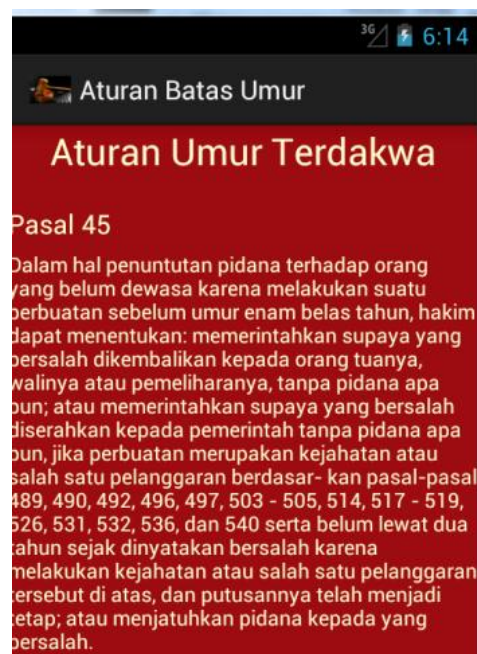 3G 6:14
Aturan Batas Umur
Aturan Umur Terdakwa
Pasal 45
Dalam hal penuntutan pidana terhadap orang
yang belum dewasa karena melakukan suatu
perbuatan sebelum umur enam belas tahun, hakim
dapat menentukan: memerintahkan supaya yang
bersalah dikembalikan kepada orang tuanya,
walinya atau pemeliharanya, tanpa pidana apa
pun; atau memerintahkan supaya yang bersalah
diserahkan kepada pemerintah tanpa pidana apa
pun, jika perbuatan merupakan kejahatan atau
salah satu pelanggaran berdasar- kan pasal-pasal
489, 490, 492, 496, 497, 503 - 505, 514, 517 - 519,
526, 531, 532, 536, dan 540 serta belum lewat dua
tahun sejak dinyatakan bersalah karena
melakukan kejahatan atau salah satu pelanggaran
tersebut di atas, dan putusannya telah menjadi
tetap; atau menjatuhkan pidana kepada yang
bersalah.